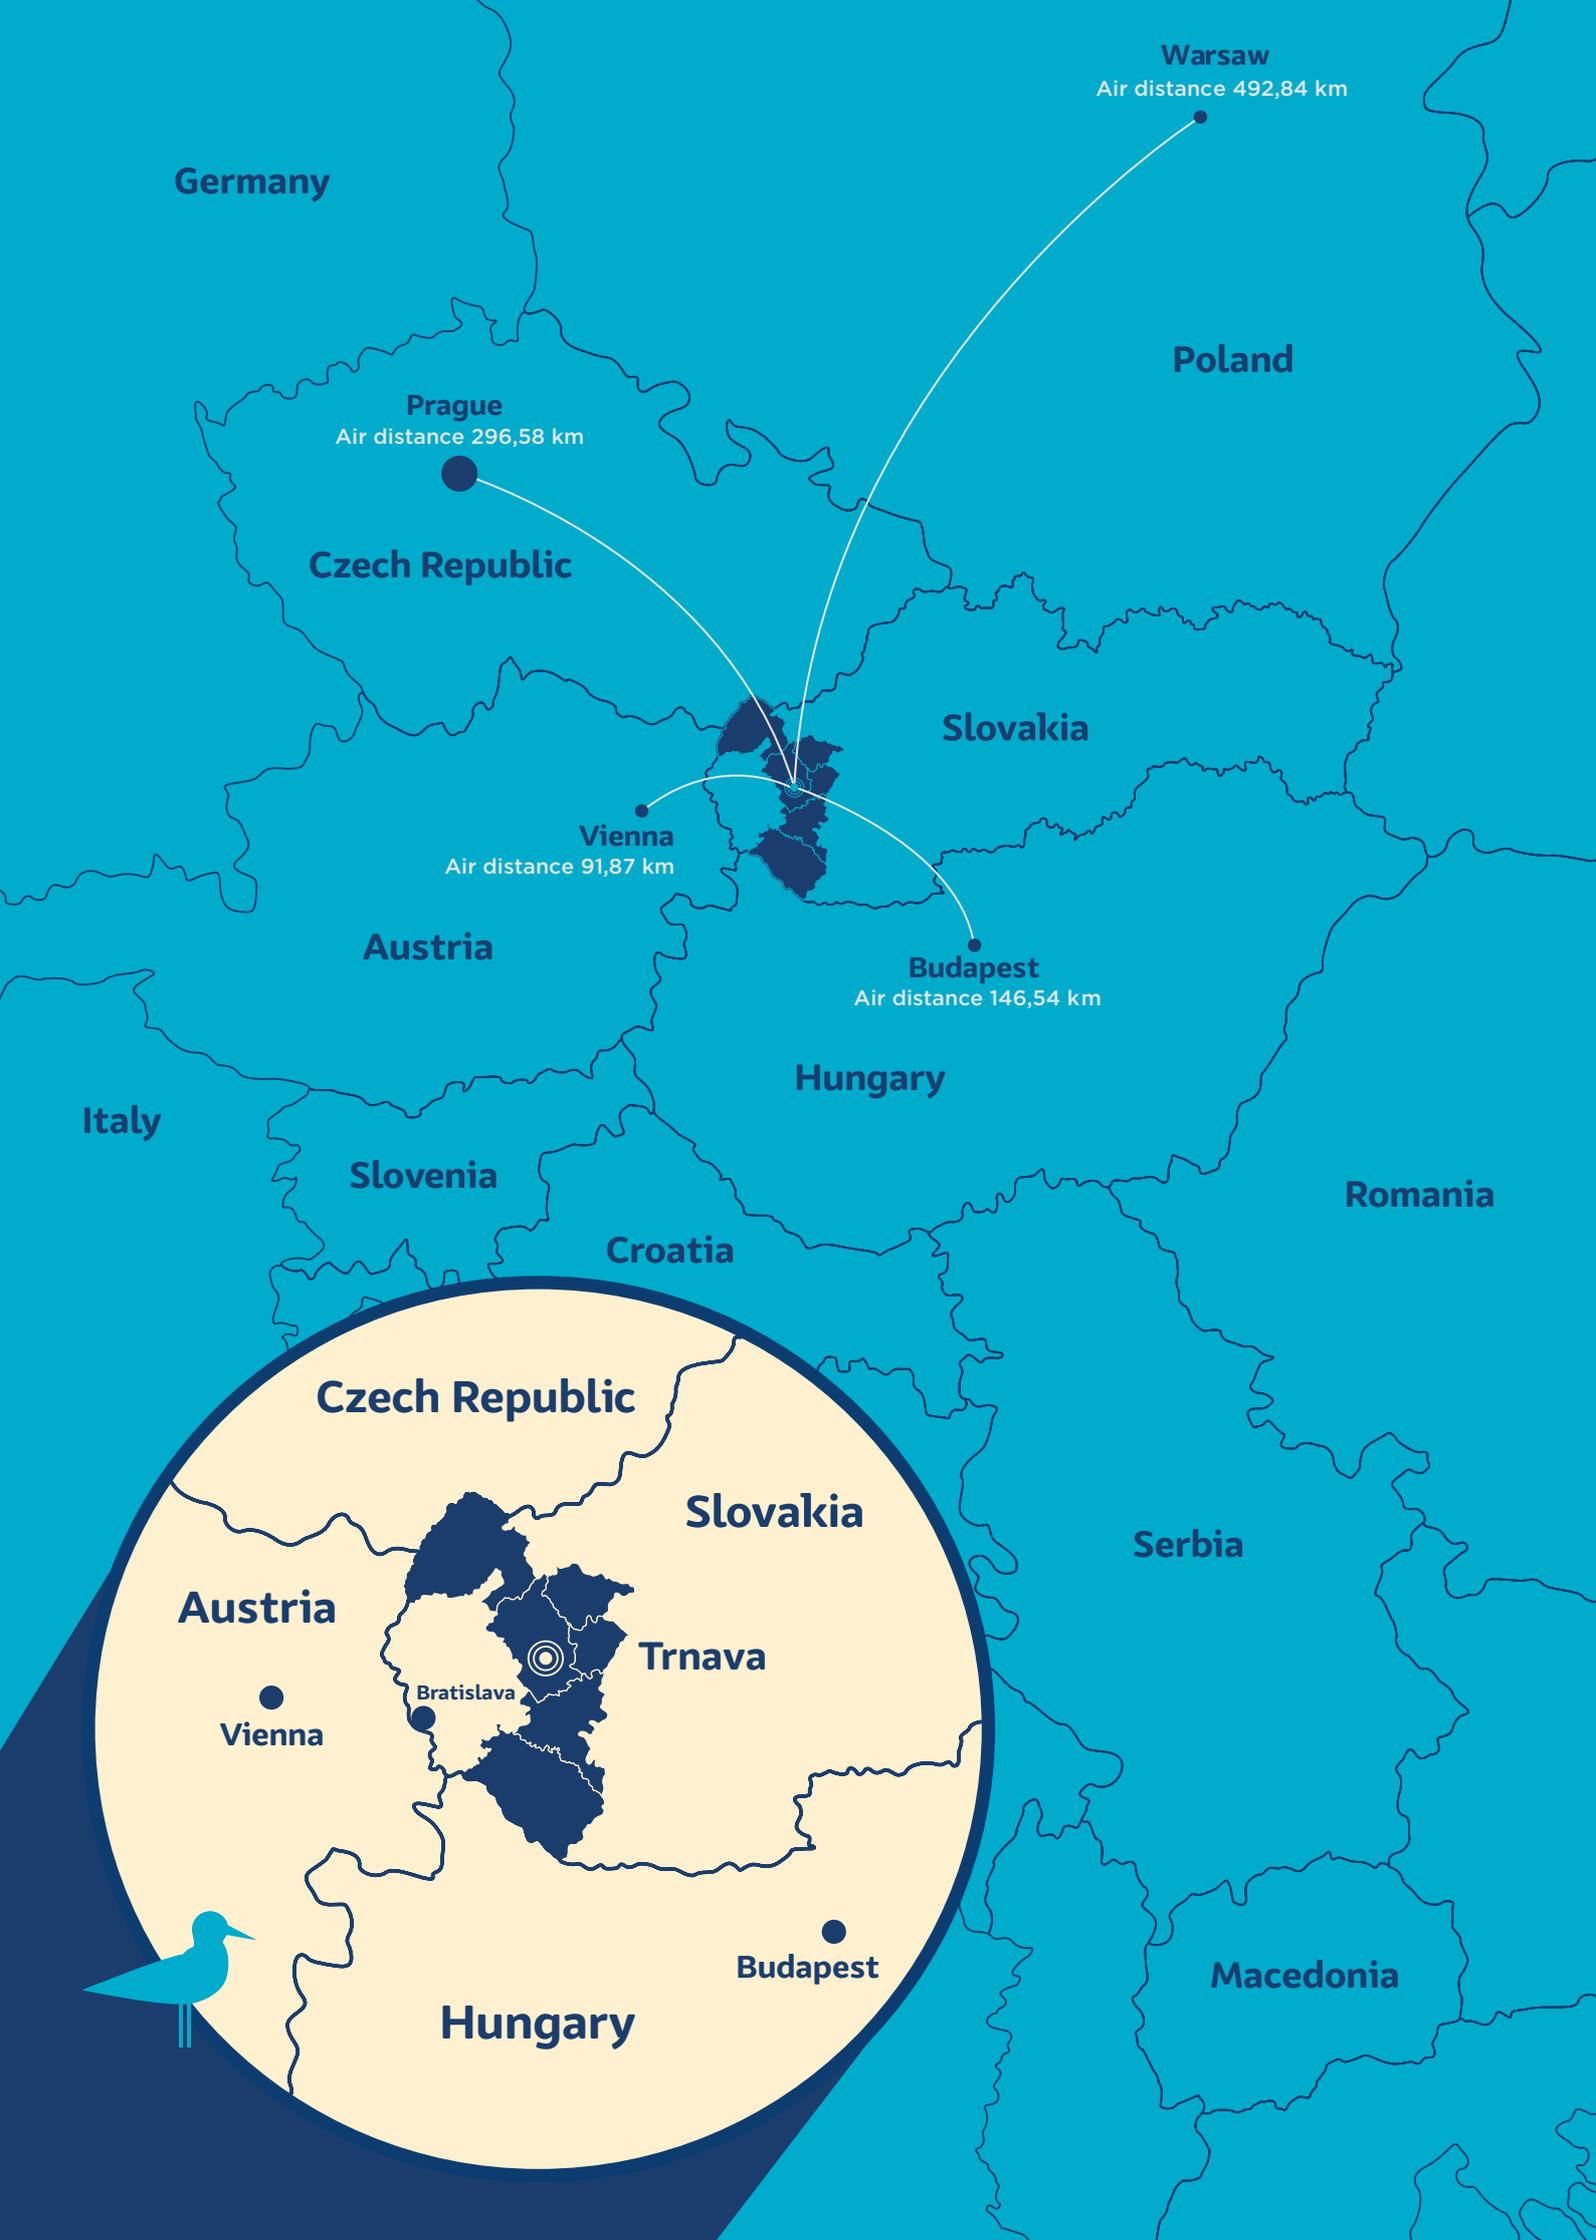 Warsaw
Air distance 492,84 km
Germany
Poland
Prague
Air distance 296,58 km
Czech Republic
Slovakia
Vienna
Air distance 91,87 km
Austria
Budapest
Air distance 146,54 km
Hungary
Italy
Slovenia
Romania
Croatia
Czech Republic
Slovakia
Serbia
Austria
Trnava
Bratislava
Vienna
Budapest
Macedonia
Hungary